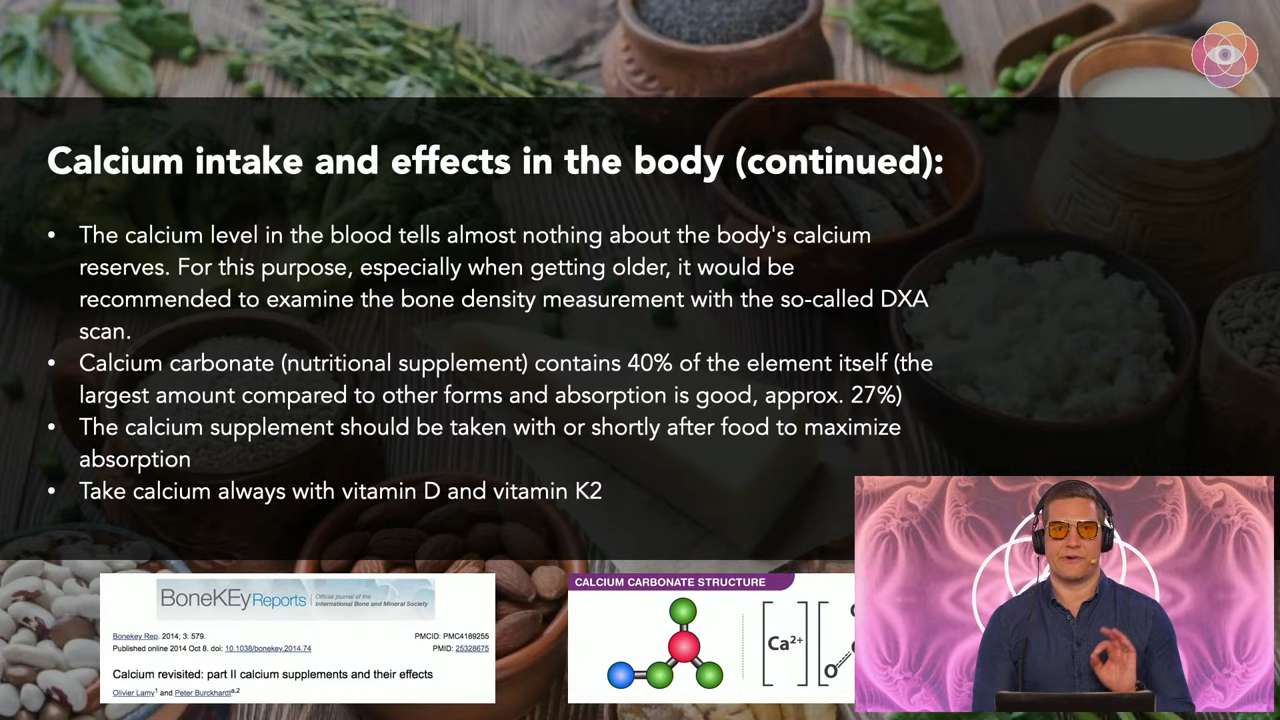 Calcium intake and effects in the body (continued):
• The calcium level in the blood tells almost nothing about the body's calcium
reserves. For this purpose, especially when getting older, it would be
recommended to examine the bone density measurement with the so-called DXA
scan.
• Calcium carbonate (nutritional supplement) contains 40% of the element itself (the
largest amount compared to other forms and absorption is good, approx. 27%)
• The calcium supplement should be taken with or shortly after food to maximize
absorption
• Take calcium always with vitamin D and vitamin K2
BoneKEy Reports | Official journal of the
International Bone and Mineral Society
Bonekey Rep. 2014; 3: 579. PMCID: PMC4189255
Published online 2014 Oct 8. doi: 10.1038/bonekey.2014.74 PMID: 25328675
Calcium revisited: part II calcium supplements and their effects
Olivier Lamy1 and Peter Burckhardta,2
CALCIUM CARBONATE STRUCTURE
Ca2+
O